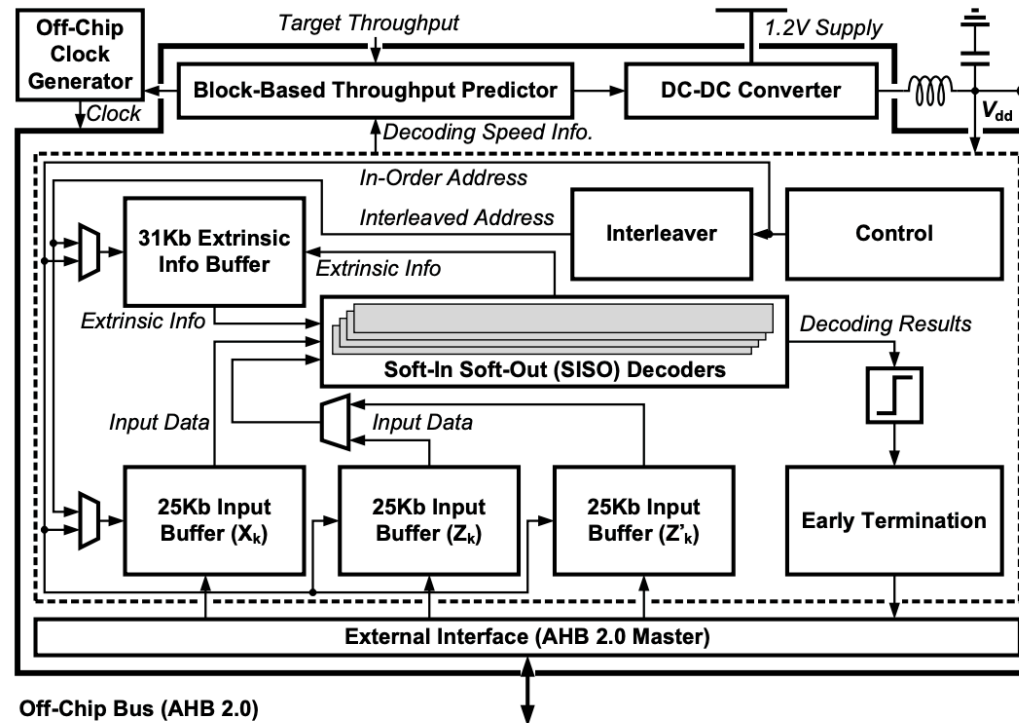 Off-Chip
Clock
Generator
Target Throughput
1.2V Supply
Block-Based Throughput Predictor
DC-DC Converter
Clock
Decoding Speed Info.
Vdd
In-Order Address
Interleaved Address
31Kb Extrinsic
Info Buffer
Interleaver
Control
Extrinsic Info
Extrinsic Info
Decoding Results
Soft-In Soft-Out (SISO) Decoders
Input Data
Input Data
25Kb Input
Buffer (Xk)
25Kb Input
Buffer (Zk)
25Kb Input
Buffer (Z'k)
Early Termination
External Interface (AHB 2.0 Master)
Off-Chip Bus (AHB 2.0)